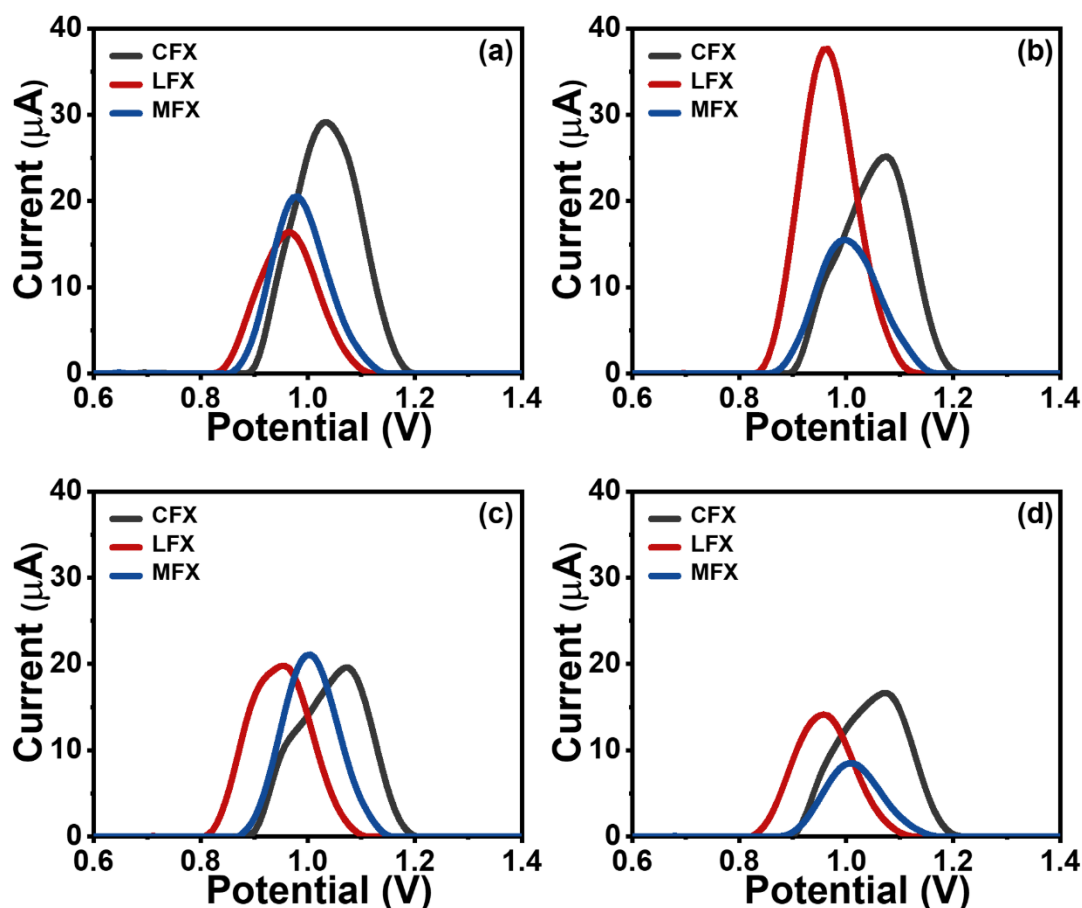 (a)
CFX
LFX
MFX
Current (μA)
40
30
20
10
0
0.6 0.8 1.0 1.2 1.4
Potential (V)
(b)
CFX
LFX
MFX
Current (μA)
40
30
20
10
0
0.6 0.8 1.0 1.2 1.4
Potential (V)
(c)
CFX
LFX
MFX
Current (μA)
40
30
20
10
0
0.6 0.8 1.0 1.2 1.4
Potential (V)
(d)
CFX
LFX
MFX
Current (μA)
40
30
20
10
0
0.6 0.8 1.0 1.2 1.4
Potential (V)